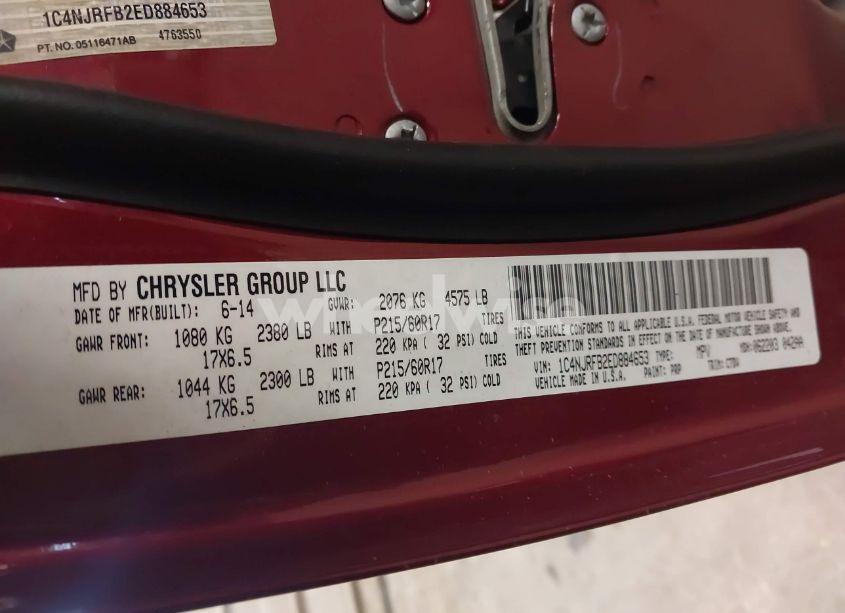 1C4NJRFB2ED884653
PT. NO. 05116471AB 4763550
MFD BY CHRYSLER GROUP LLC
DATE OF MFR(BUILT): 6-14 GVWR: 2076 KG 4575 LB
GAWR FRONT: 1080 KG 2380 LB WITH P215/60R17 TIRES
17X6.5 RIMS AT 220 KPA ( 32 PSI) COLD
GAWR REAR: 1044 KG 2300 LB WITH P215/60R17 TIRES
17X6.5 RIMS AT 220 KPA ( 32 PSI) COLD
THIS VEHICLE CONFORMS TO ALL APPLICABLE U.S.A. FEDERAL MOTOR VEHICLE SAFETY AND
THEFT PREVENTION STANDARDS IN EFFECT ON THE DATE OF MANUFACTURE SHOWN ABOVE.
VIN: 1C4NJRFB2ED884653 TYPE: MPV MDH: 062203 042AA
VEHICLE MADE IN U.S.A. PAINT: PRP TRIM: